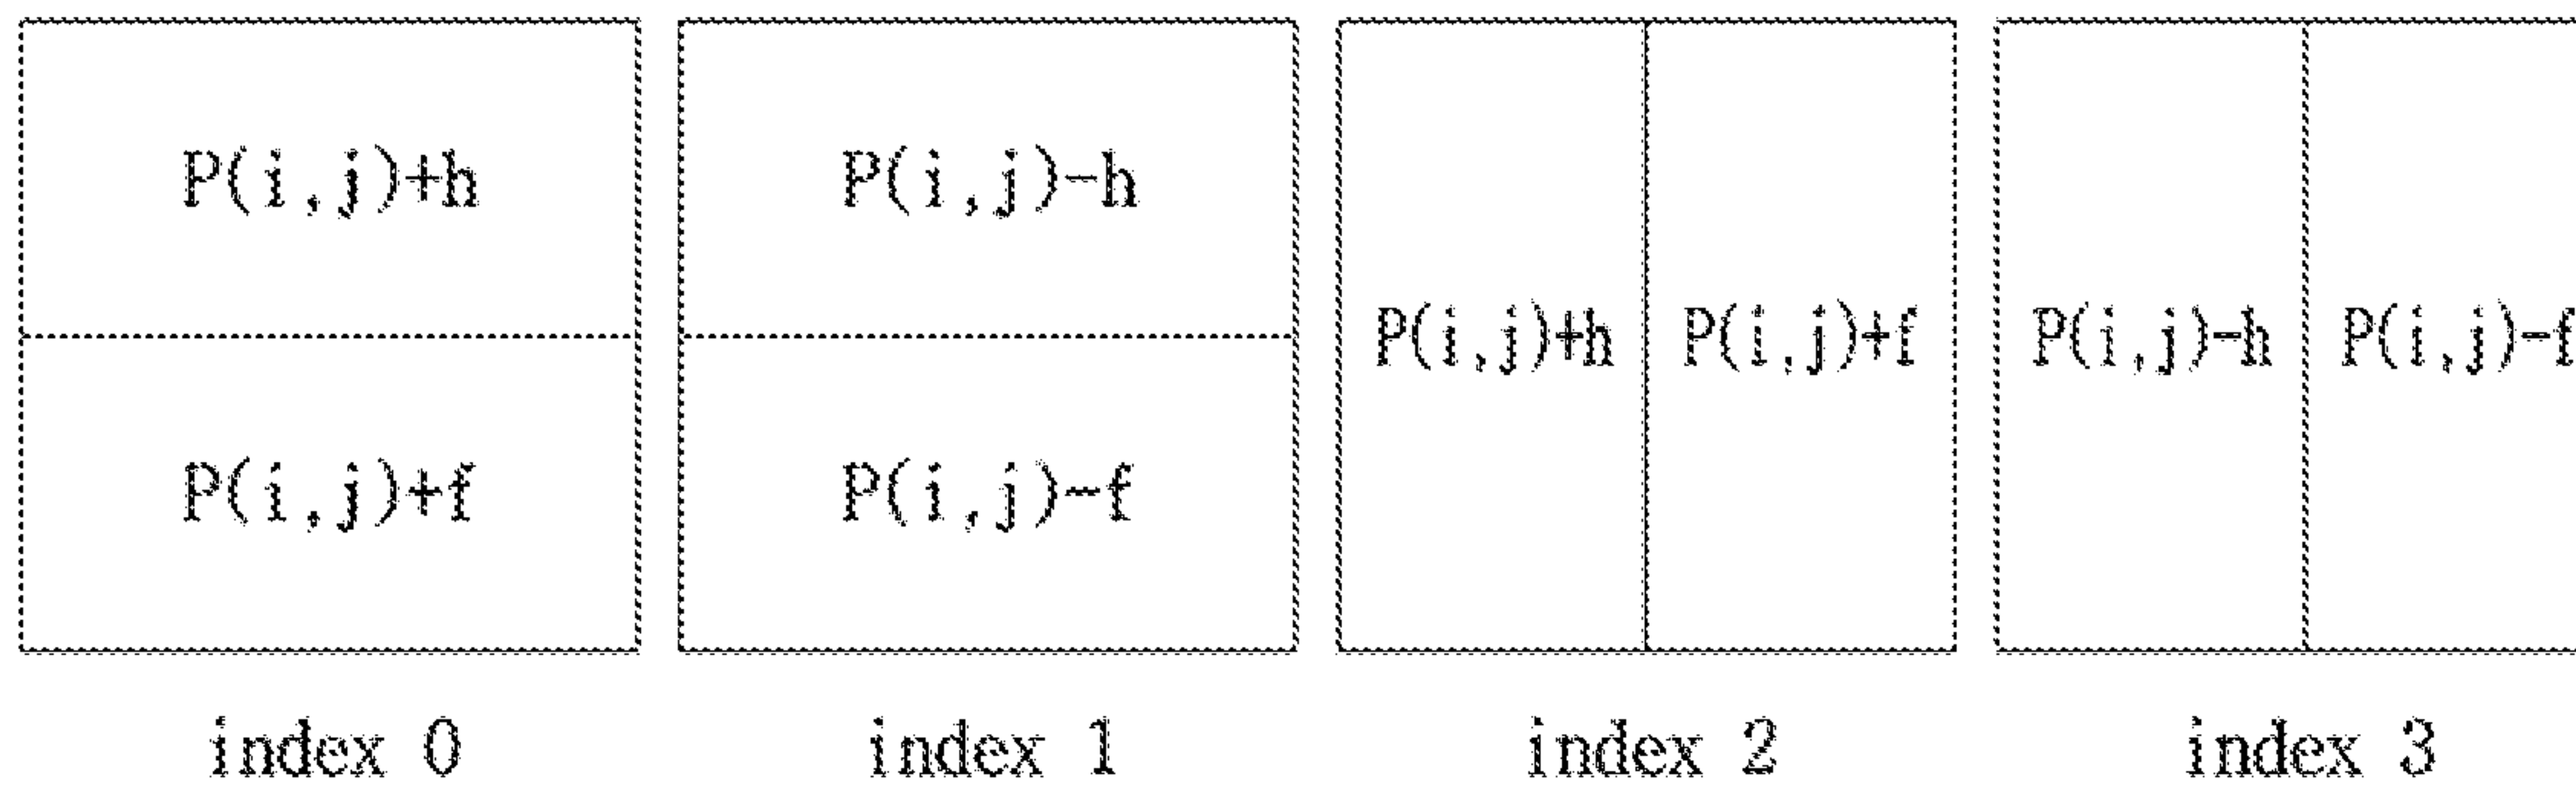 P(i,j)+h
P(i,j)+f
index 0
P(i,j)-h
P(i,j)-f
index 1
P(i,j)+h P(i,j)+f
index 2
P(i,j)-h P(i,j)-f
index 3